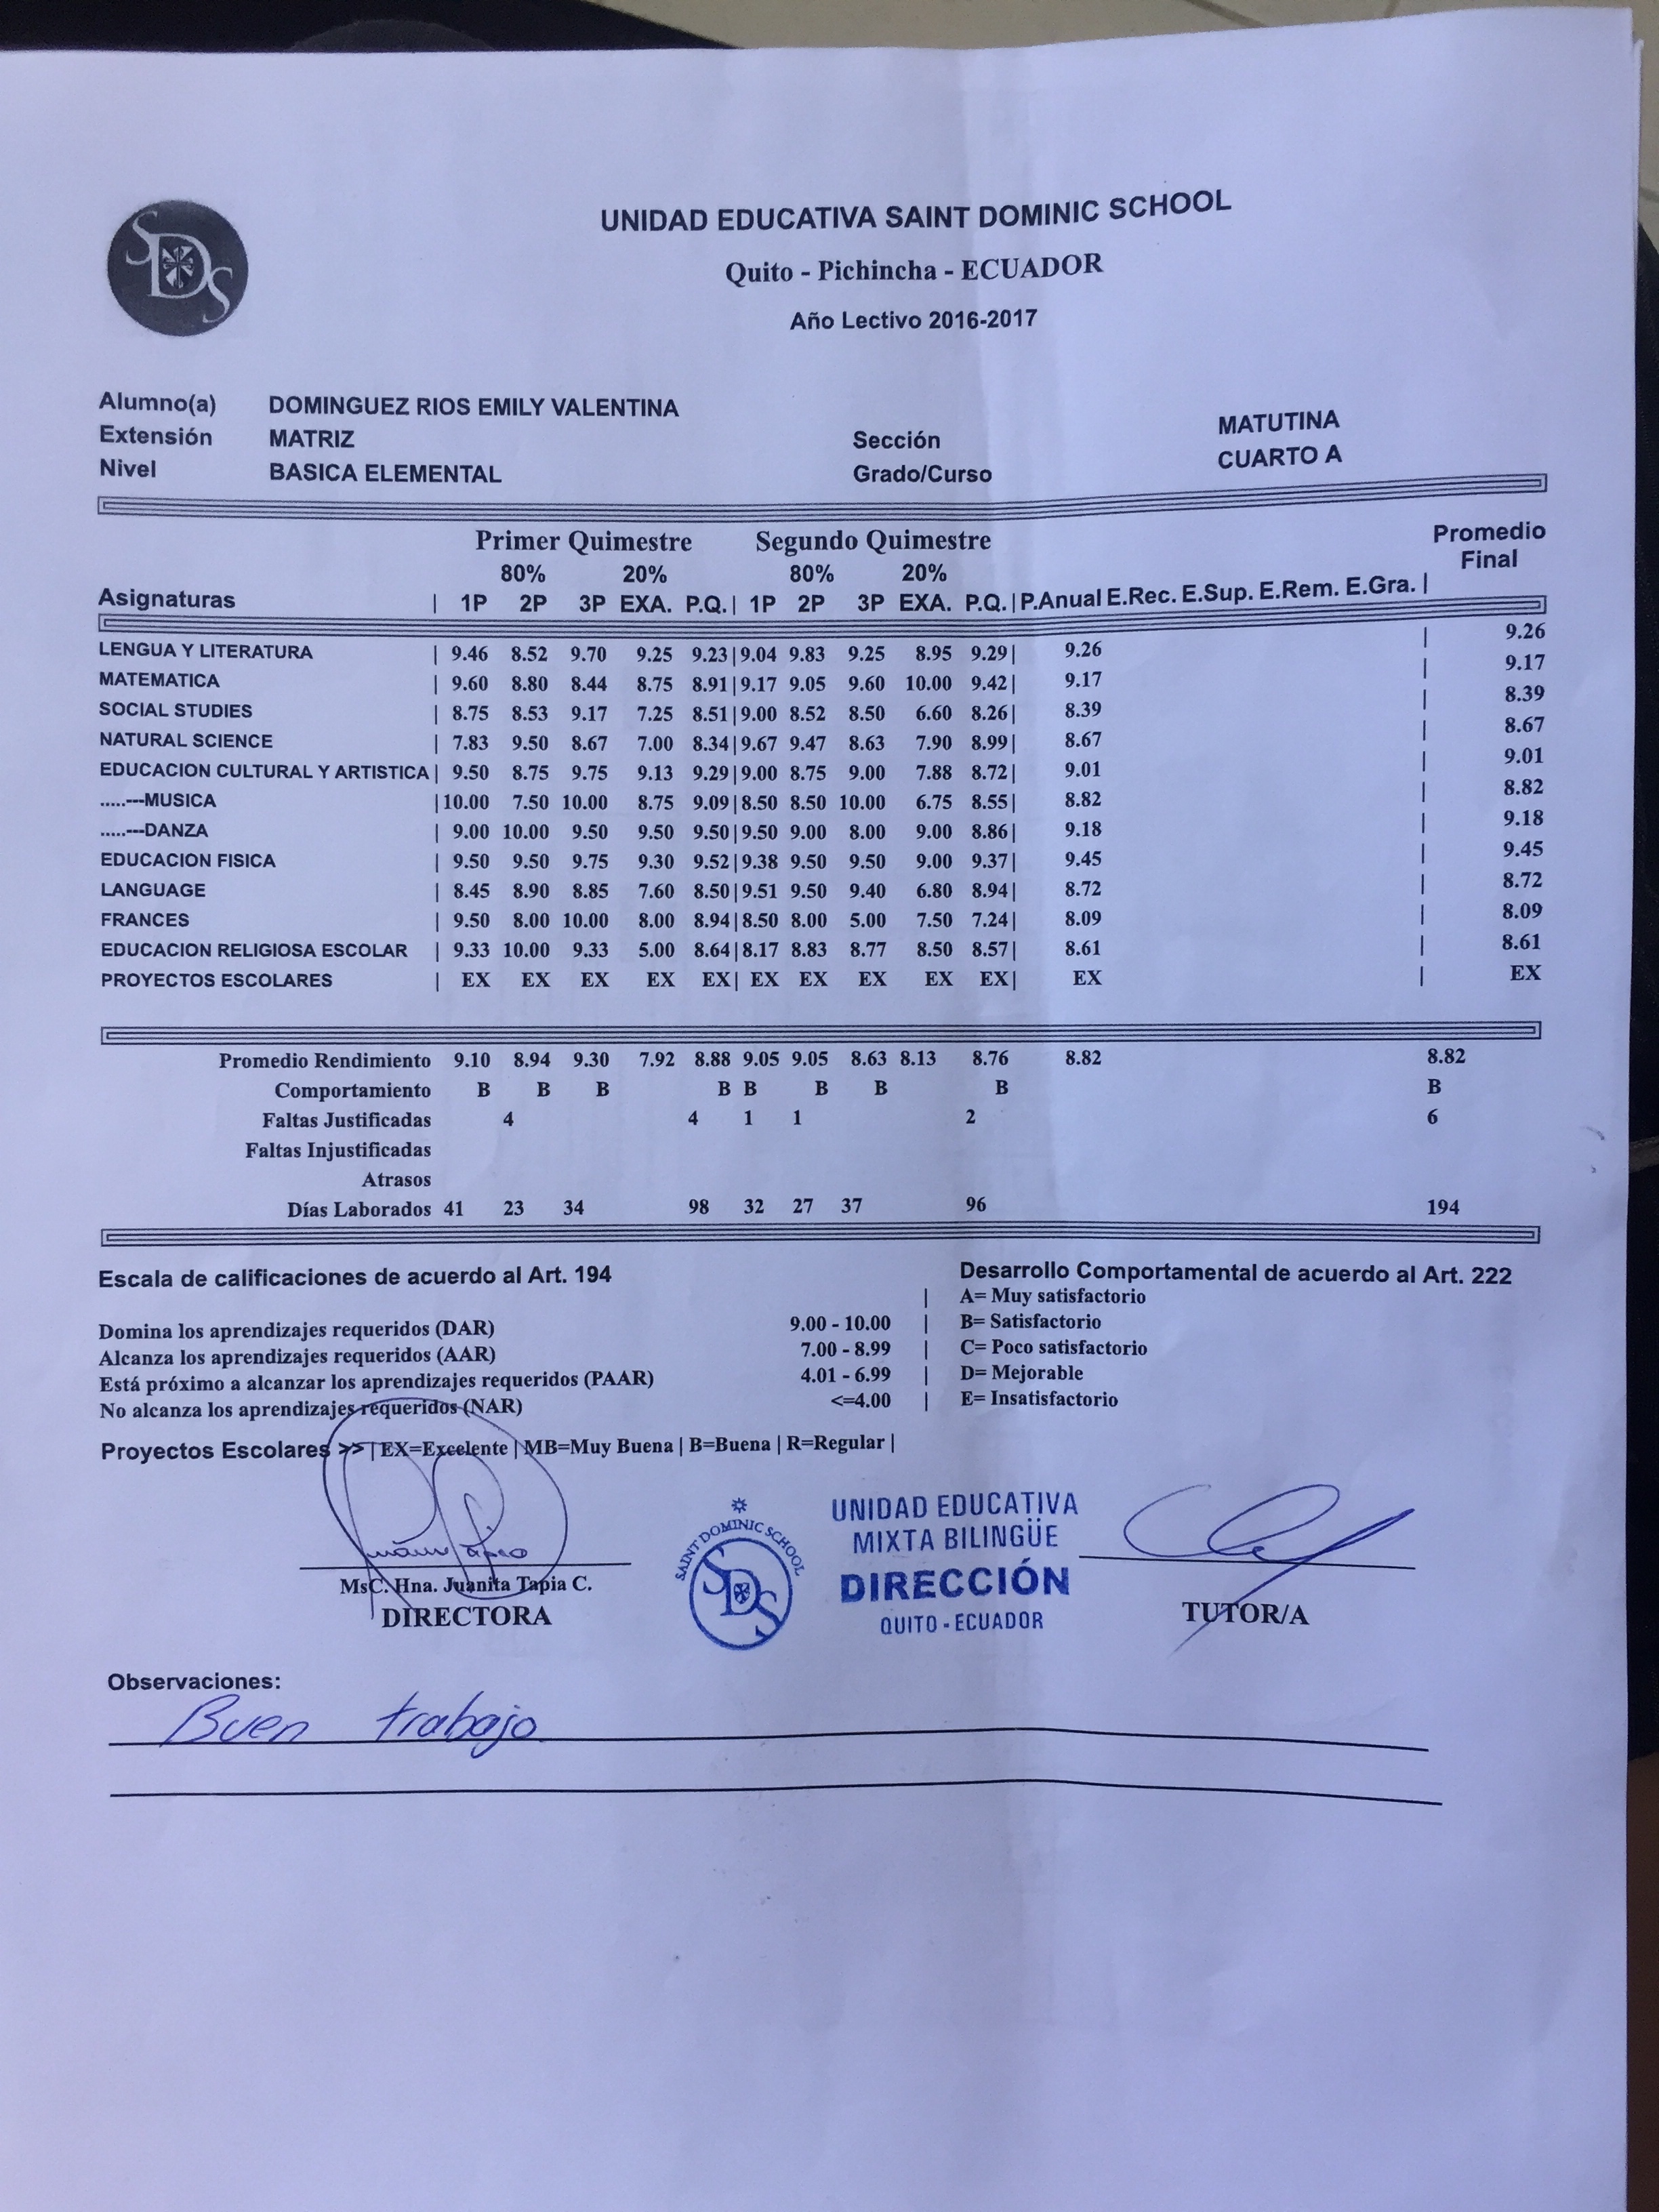 SDS
UNIDAD EDUCATIVA SAINT DOMINIC SCHOOL
Quito - Pichincha - ECUADOR
Año Lectivo 2016-2017
Alumno(a) DOMINGUEZ RIOS EMILY VALENTINA
Extensión MATRIZ Sección MATUTINA
Nivel BASICA ELEMENTAL Grado/Curso CUARTO A
Primer Quimestre Segundo Quimestre Promedio
80% 20% 80% 20% Final
Asignaturas | 1P 2P 3P EXA. P.Q. | 1P 2P 3P EXA. P.Q. | P.Anual E.Rec. E.Sup. E.Rem. E.Gra. |
LENGUA Y LITERATURA | 9.46 8.52 9.70 9.25 9.23 | 9.04 9.83 9.25 8.95 9.29 | 9.26 | 9.26
MATEMATICA | 9.60 8.80 8.44 8.75 8.91 | 9.17 9.05 9.60 10.00 9.42 | 9.17 | 9.17
SOCIAL STUDIES | 8.75 8.53 9.17 7.25 8.51 | 9.00 8.52 8.50 6.60 8.26 | 8.39 | 8.39
NATURAL SCIENCE | 7.83 9.50 8.67 7.00 8.34 | 9.67 9.47 8.63 7.90 8.99 | 8.67 | 8.67
EDUCACION CULTURAL Y ARTISTICA | 9.50 8.75 9.75 9.13 9.29 | 9.00 8.75 9.00 7.88 8.72 | 9.01 | 9.01
.....---MUSICA | 10.00 7.50 10.00 8.75 9.09 | 8.50 8.50 10.00 6.75 8.55 | 8.82 | 8.82
.....---DANZA | 9.00 10.00 9.50 9.50 9.50 | 9.50 9.00 8.00 9.00 8.86 | 9.18 | 9.18
EDUCACION FISICA | 9.50 9.50 9.75 9.30 9.52 | 9.38 9.50 9.50 9.00 9.37 | 9.45 | 9.45
LANGUAGE | 8.45 8.90 8.85 7.60 8.50 | 9.51 9.50 9.40 6.80 8.94 | 8.72 | 8.72
FRANCES | 9.50 8.00 10.00 8.00 8.94 | 8.50 8.00 5.00 7.50 7.24 | 8.09 | 8.09
EDUCACION RELIGIOSA ESCOLAR | 9.33 10.00 9.33 5.00 8.64 | 8.17 8.83 8.77 8.50 8.57 | 8.61 | 8.61
PROYECTOS ESCOLARES | EX EX EX EX EX | EX EX EX EX EX | EX | EX
Promedio Rendimiento 9.10 8.94 9.30 7.92 8.88 9.05 9.05 8.63 8.13 8.76 8.82 8.82
Comportamiento B B B B B B B B B
Faltas Justificadas 4 4 1 1 2 6
Faltas Injustificadas
Atrasos
Días Laborados 41 23 34 98 32 27 37 96 194
Escala de calificaciones de acuerdo al Art. 194
Domina los aprendizajes requeridos (DAR) 9.00 - 10.00
Alcanza los aprendizajes requeridos (AAR) 7.00 - 8.99
Está próximo a alcanzar los aprendizajes requeridos (PAAR) 4.01 - 6.99
No alcanza los aprendizajes requeridos (NAR) <=4.00
Desarrollo Comportamental de acuerdo al Art. 222
| A= Muy satisfactorio
| B= Satisfactorio
| C= Poco satisfactorio
| D= Mejorable
| E= Insatisfactorio
Proyectos Escolares >> | EX=Excelente | MB=Muy Buena | B=Buena | R=Regular |
MsC. Hna. Juanita Tapia C.
DIRECTORA
SAINT DOMINIC SCHOOL
SDS
UNIDAD EDUCATIVA
MIXTA BILINGÜE
DIRECCIÓN
QUITO - ECUADOR
TUTOR/A
Observaciones:
Buen trabajo